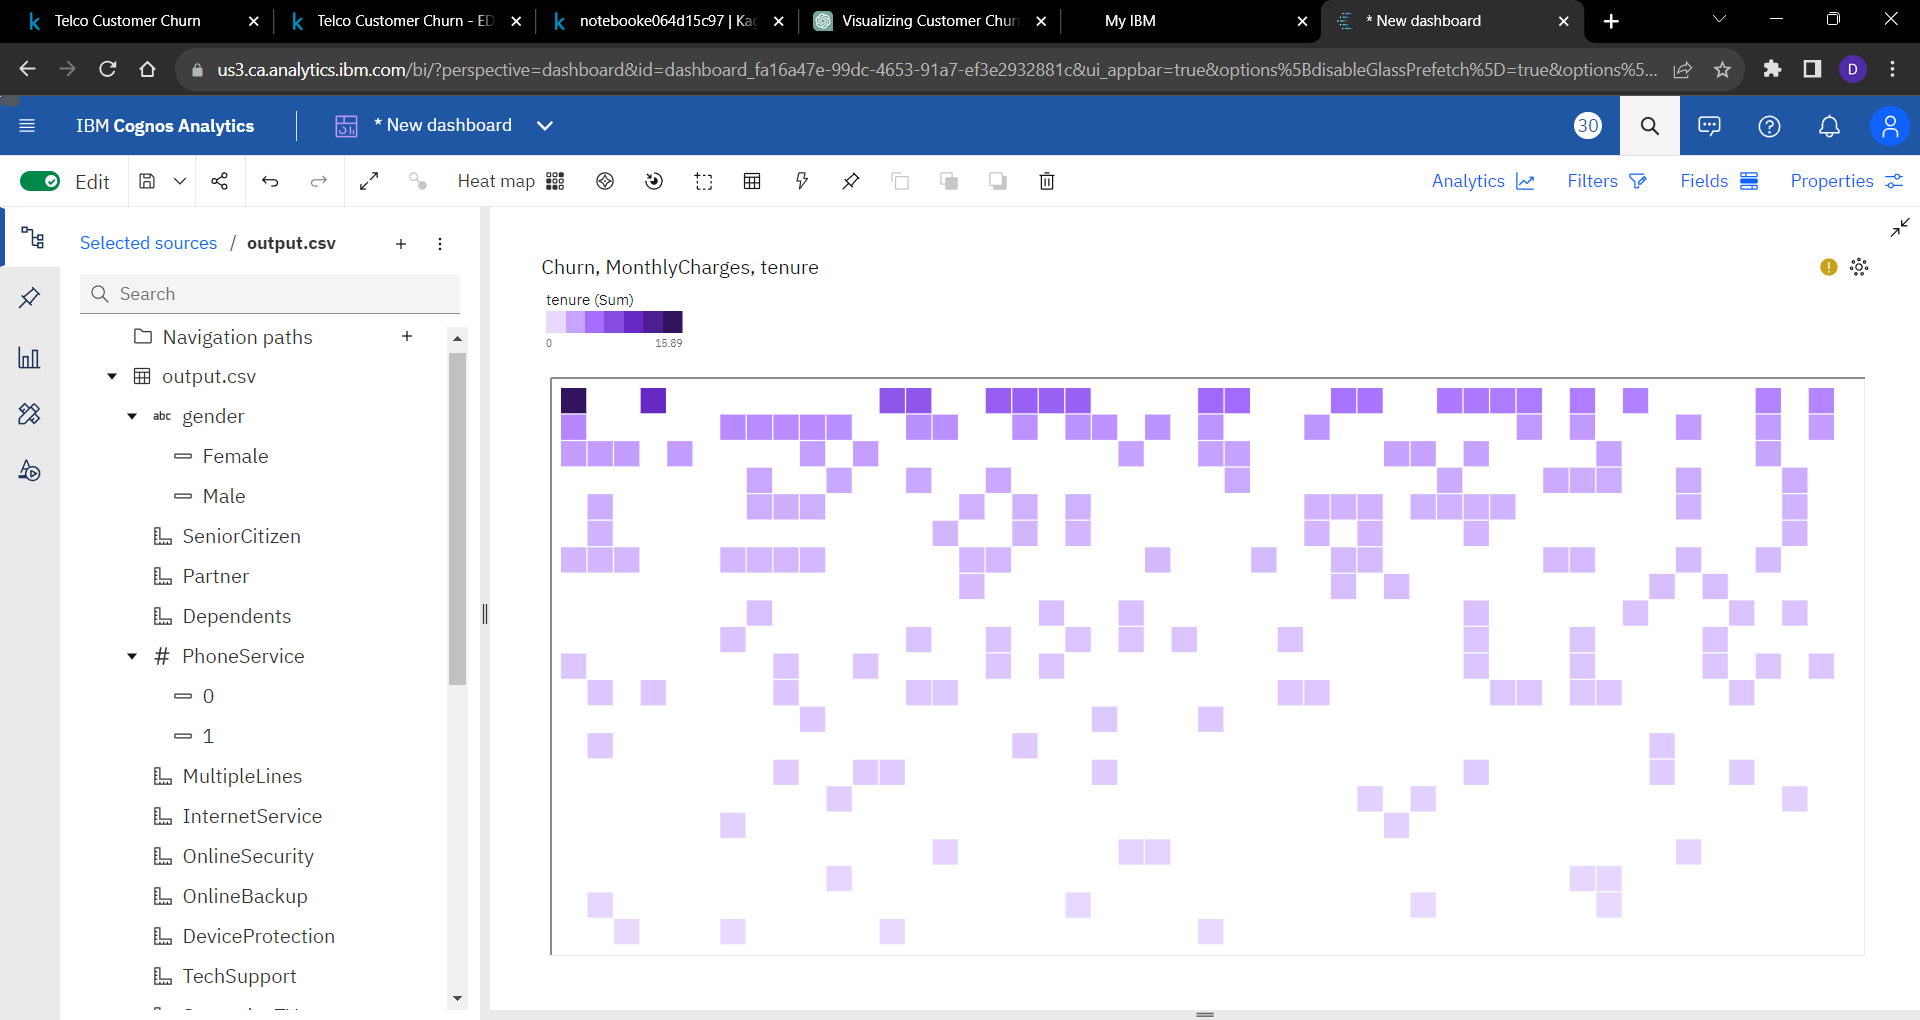 Telco Customer Churn
Telco Customer Churn - ED
notebooke064d15c97 | Kag
Visualizing Customer Churn
My IBM
* New dashboard
us3.ca.analytics.ibm.com/bi/?perspective=dashboard&id=dashboard_fa16a47e-99dc-4653-91a7-ef3e2932881c&ui_appbar=true&options%5BdisableGlassPrefetch%5D=true&options%5...
D
IBM Cognos Analytics
* New dashboard
30
Edit
Heat map
Analytics
Filters
Fields
Properties
Selected sources / output.csv
Search
Navigation paths
output.csv
abc gender
Female
Male
SeniorCitizen
Partner
Dependents
# PhoneService
0
1
MultipleLines
InternetService
OnlineSecurity
OnlineBackup
DeviceProtection
TechSupport
Churn, MonthlyCharges, tenure
tenure (Sum)
0 15.89